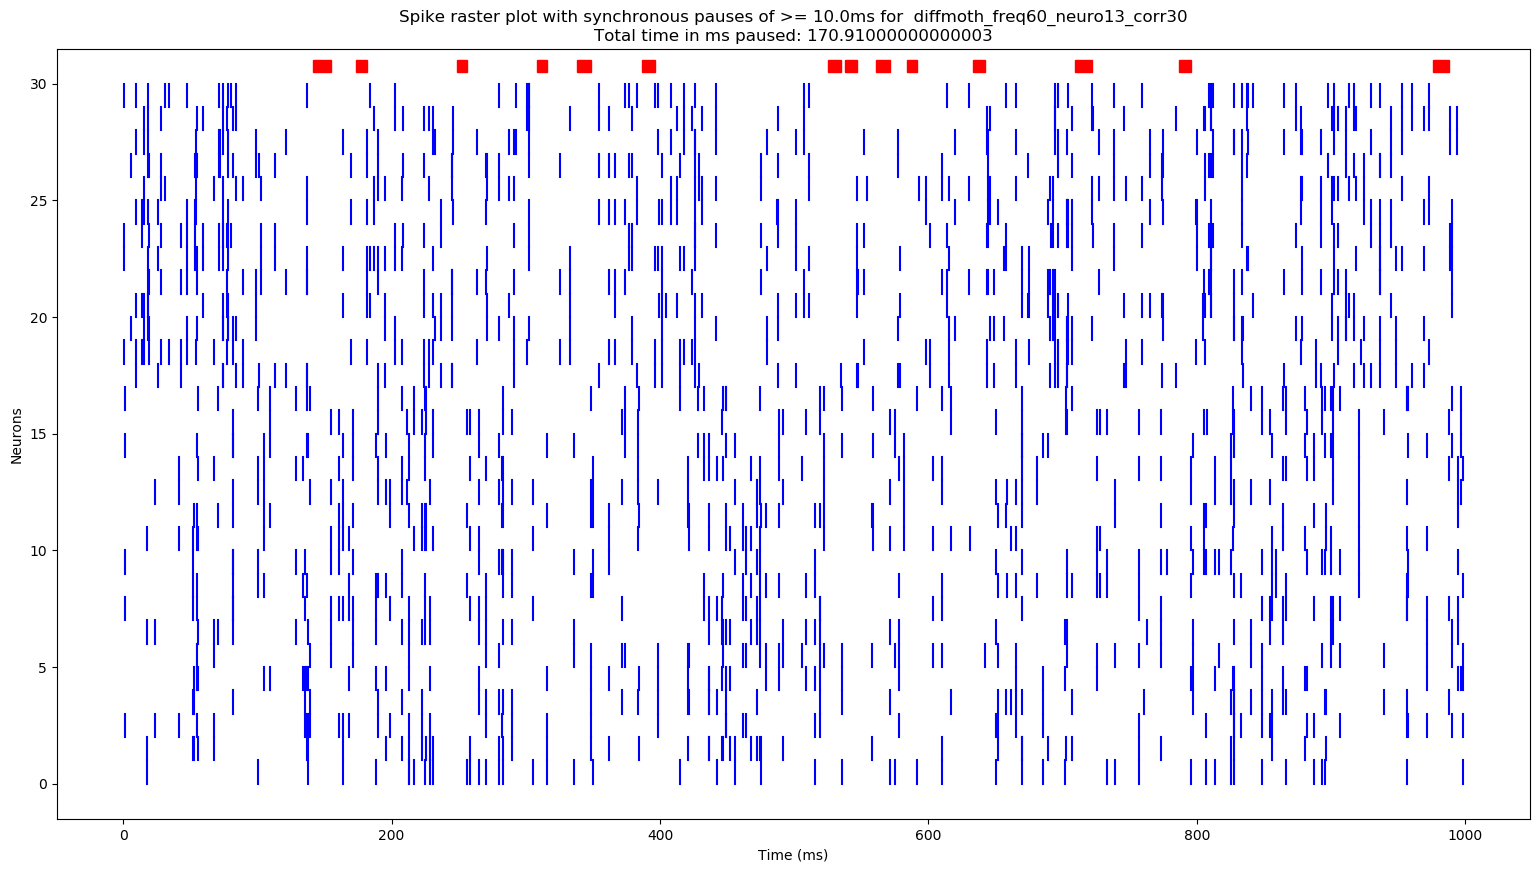 Spike raster plot with synchronous pauses of >= 10.0ms for  diffmoth_freq60_neuro13_corr30
Total time in ms paused: 170.91000000000003
30
25
20
15
10
5
0
Neurons
0 200 400 600 800 1000
Time (ms)